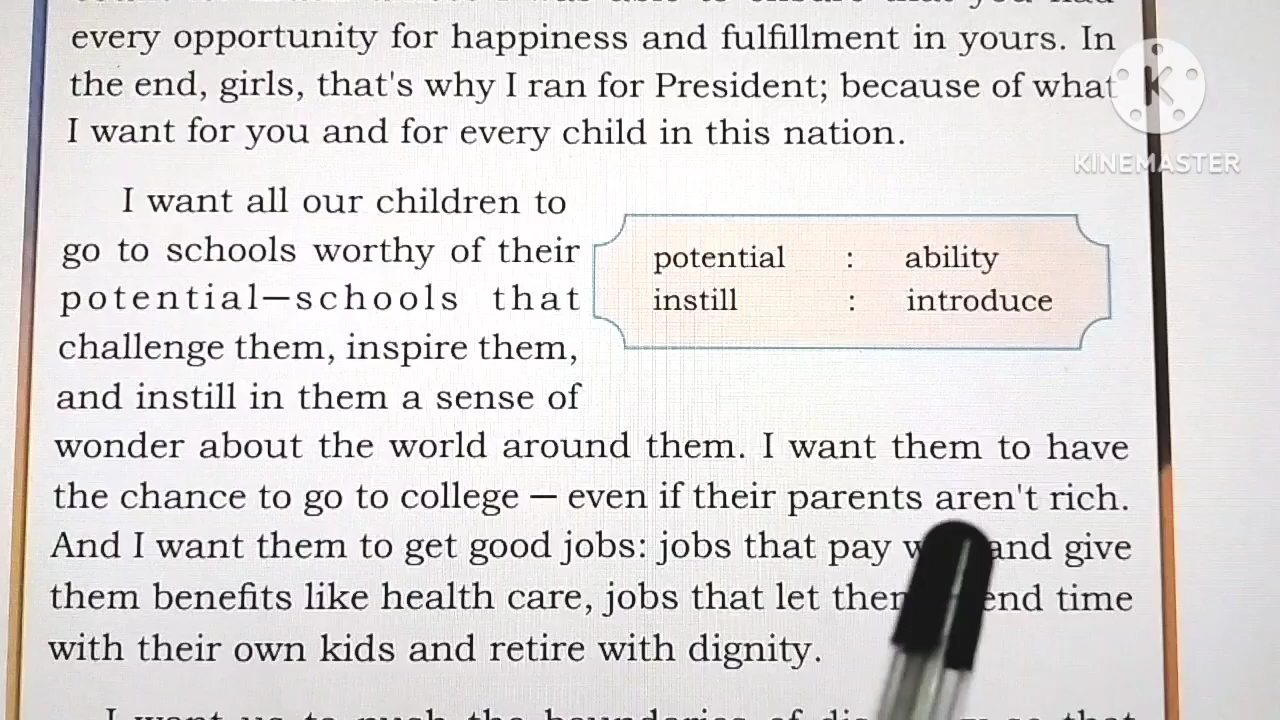 every opportunity for happiness and fulfillment in yours. In
the end, girls, that's why I ran for President; because of what
I want for you and for every child in this nation.
I want all our children to
go to schools worthy of their
potential—schools that
challenge them, inspire them,
and instill in them a sense of
potential : ability
instill : introduce
wonder about the world around them. I want them to have
the chance to go to college — even if their parents aren't rich.
And I want them to get good jobs: jobs that pay and give
them benefits like health care, jobs that let time
with their own kids and retire with dignity.
K
KINEMASTER